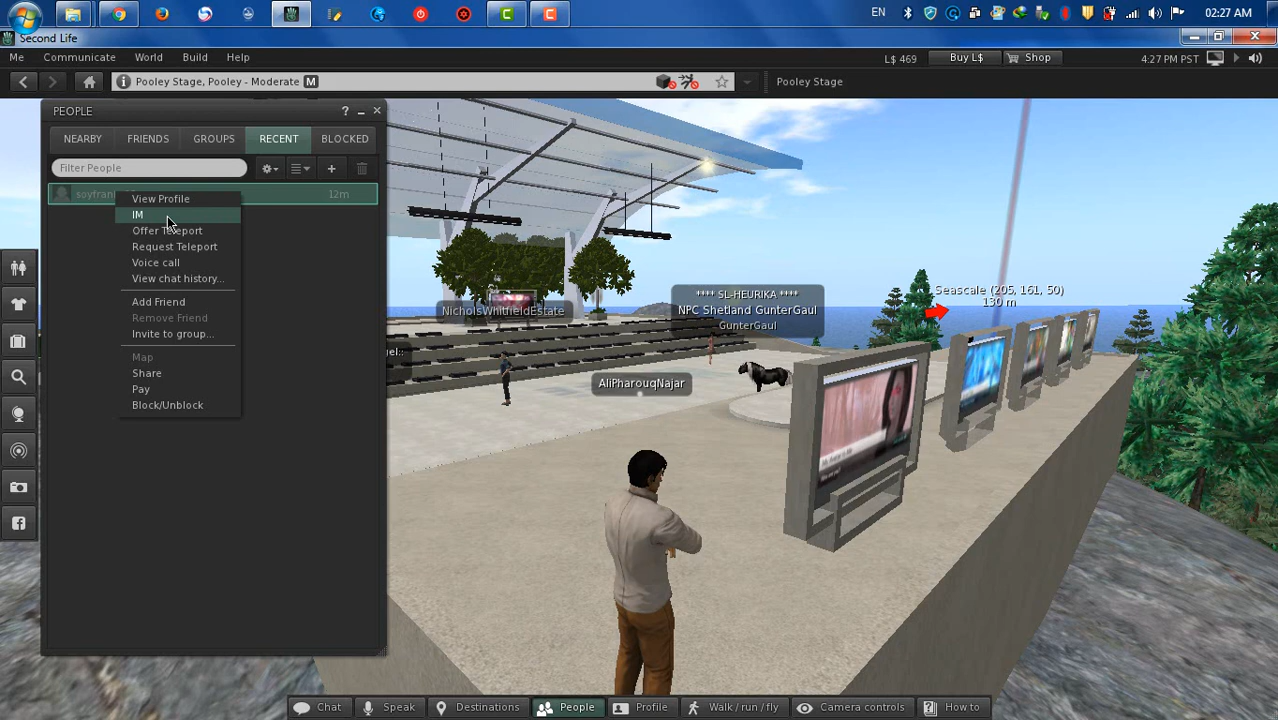 EN
02:27 AM
Second Life
Me Communicate World Build Help
L$ 469 Buy L$ Shop 4:27 PM PST
Pooley Stage, Pooley - Moderate M Pooley Stage
PEOPLE ?
NEARBY FRIENDS GROUPS RECENT BLOCKED
Filter People
12m
View Profile
IM
Offer Teleport
Request Teleport
Voice call
View chat history...
Add Friend
Remove Friend
Invite to group...
Map
Share
Pay
Block/Unblock
NicholsWhitfieldEstate
**** SL-HEURIKA ****
NPC Shetland GunterGaul
GunterGaul
Seascale (205, 161, 50)
130 m
AliPharouqNajar
Chat Speak Destinations People Profile Walk / run / fly Camera controls How to